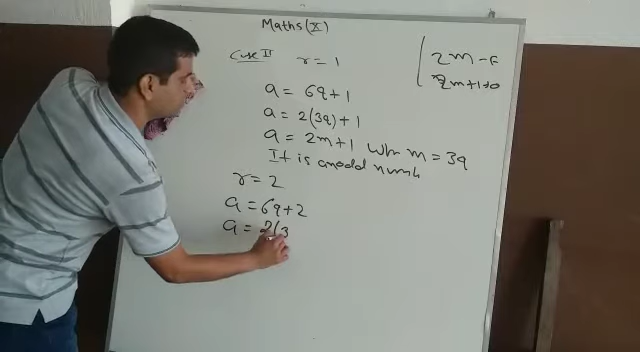 Maths (X)
Case II r = 1
a = 6q + 1
a = 2(3q) + 1
a = 2m + 1 whr m = 3q
It is an odd numb
r = 2
a = 6q + 2
a = 2(3
2m - e
2m + 1 → o